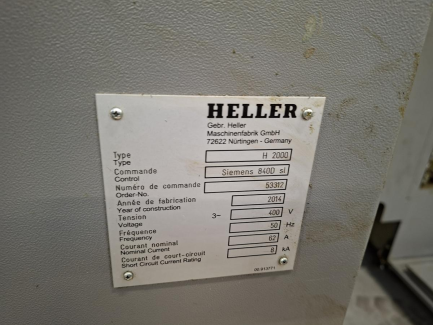 HELLER
Gebr. Heller
Maschinenfabrik GmbH
72622 Nürtingen - Germany
Type H 2000
Type
Commande Siemens 840D sl
Control
Numéro de commande 53312
Order-No.
Année de fabrication 2014
Year of construction
Tension 3~ 400 V
Voltage
Fréquence 50 Hz
Frequency
Courant nominal 62 A
Nominal Current
Courant de court-circuit 8 kA
Short Circuit Current Rating